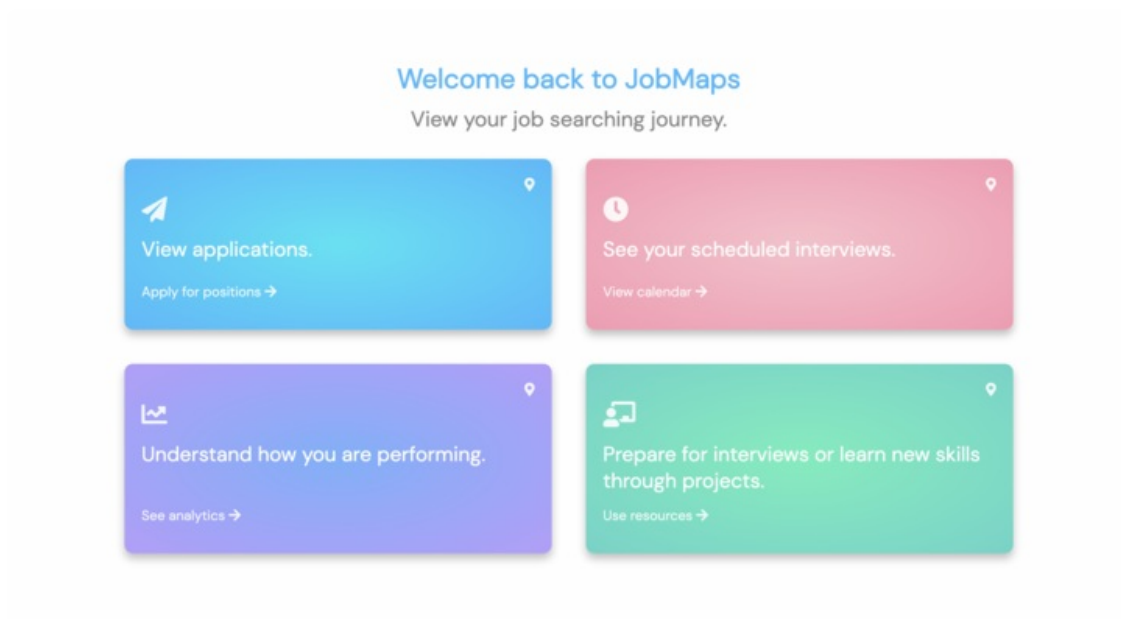 Welcome back to JobMaps
View your job searching journey.
View applications.
Apply for positions →
See your scheduled interviews.
View calendar →
Understand how you are performing.
See analytics →
Prepare for interviews or learn new skills
through projects.
Use resources →